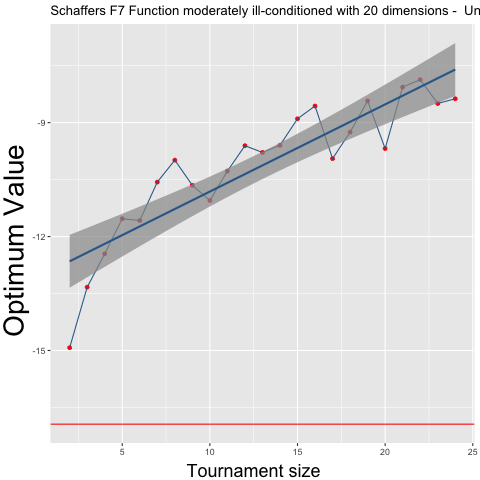 Schaffers F7 Function moderately ill-conditioned with 20 dimensions - Un
Optimum Value
-9
-12
-15
5
10
15
20
25
Tournament size